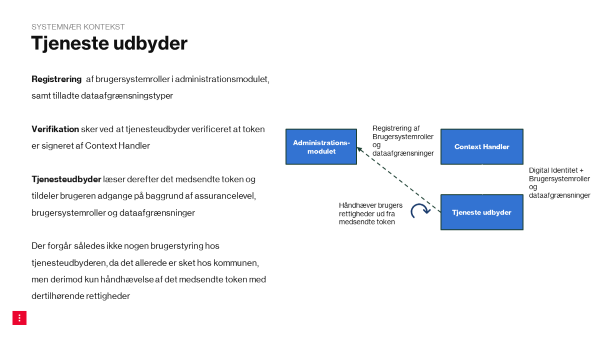 SYSTEMNÆR KONTEKST
Tjeneste udbyder
Registrering af brugersystemroller i administrationsmodulet,
samt tilladte dataafgrænsningstyper
Verifikation sker ved at tjenesteudbyder verificeret at token
er signeret af Context Handler
Tjenesteudbyder læser derefter det medsendte token og
tildeler brugeren adgange på baggrund af assurancelevel,
brugersystemroller og dataafgrænsninger
Der forgår således ikke nogen brugerstyring hos
tjenesteudbyderen, da det allerede er sket hos kommunen,
men derimod kun håndhævelse af det medsendte token med
dertilhørende rettigheder
Administrations-
modulet
Registrering af
Brugersystemroller
og
dataafgrænsninger
Context Handler
Digital Identitet +
Brugersystemroller
og
dataafgrænsninger
Håndhæver brugers
rettigheder ud fra
medsendte token
Tjeneste udbyder